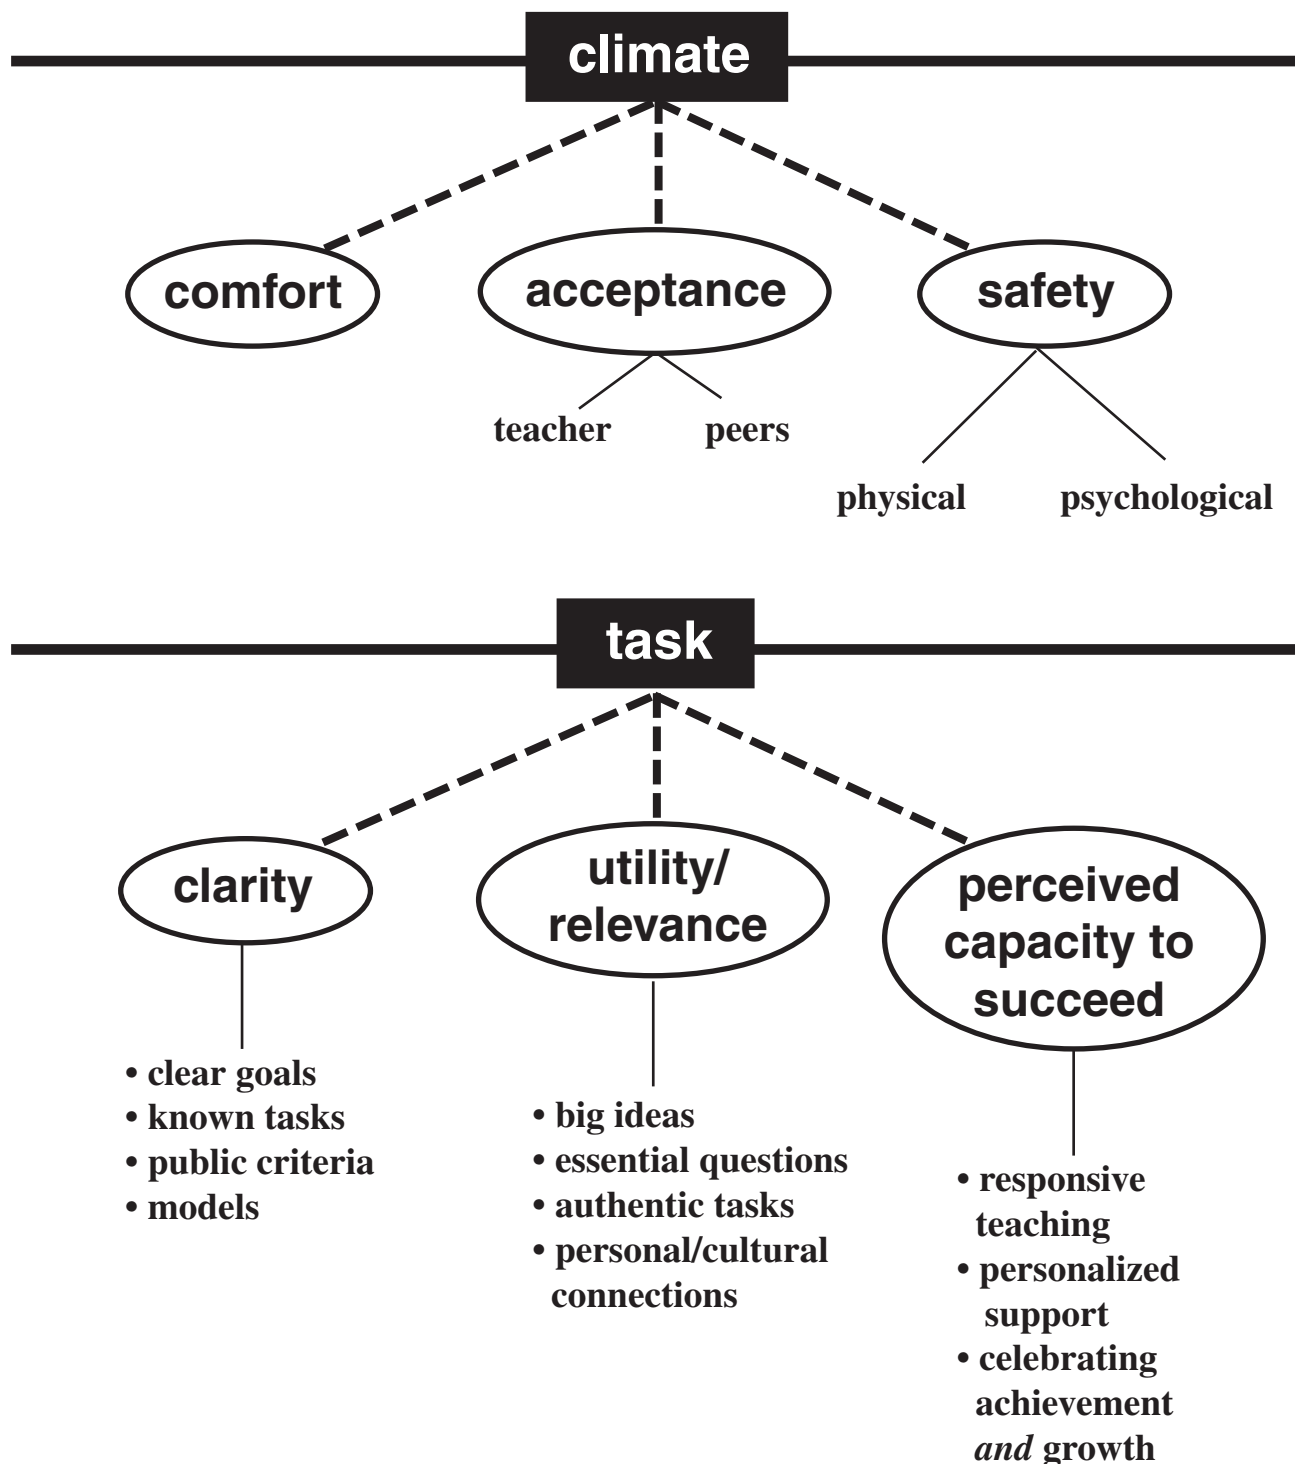 climate
comfort
acceptance
safety
teacher
peers
physical
psychological
task
clarity
utility/
relevance
perceived
capacity to
succeed
• clear goals
• known tasks
• public criteria
• models
• big ideas
• essential questions
• authentic tasks
• personal/cultural
connections
• responsive
teaching
• personalized
support
• celebrating
achievement
and growth